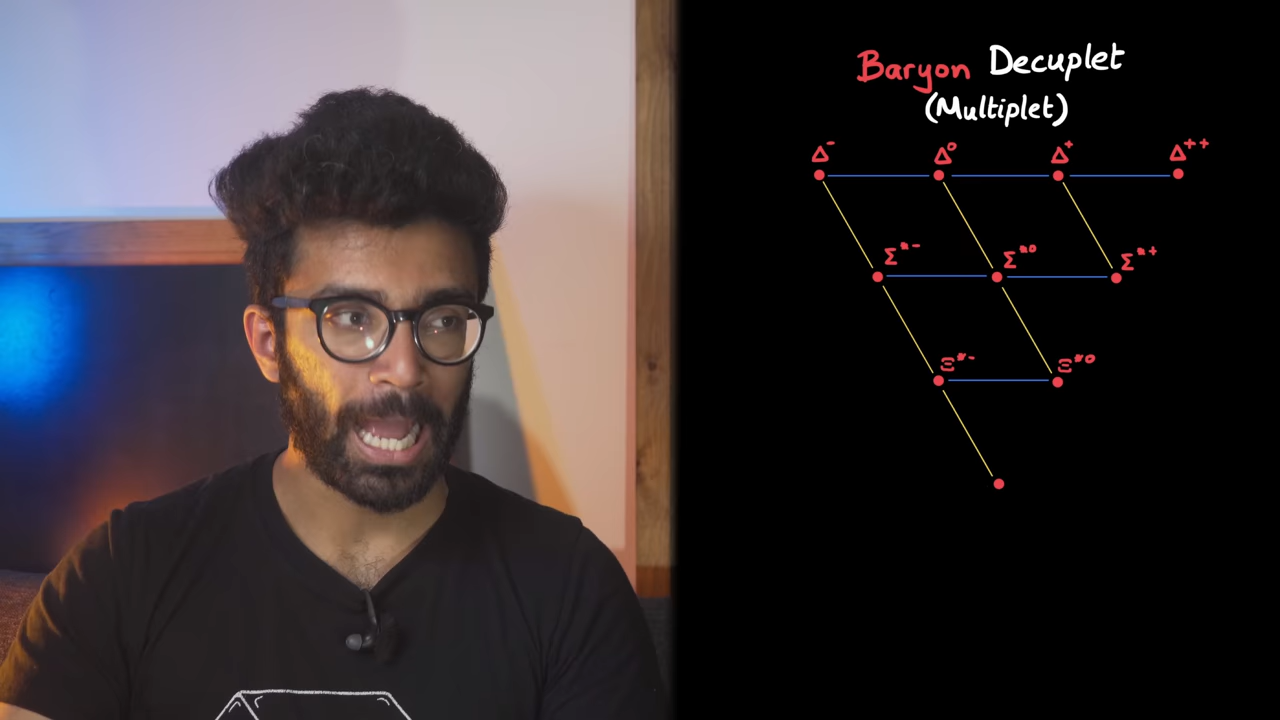 Baryon Decuplet
(Multiplet)
Δ⁻ Δ⁰ Δ⁺ Δ⁺⁺
Σ*⁻ Σ*⁰ Σ*⁺
Ξ*⁻ Ξ*⁰